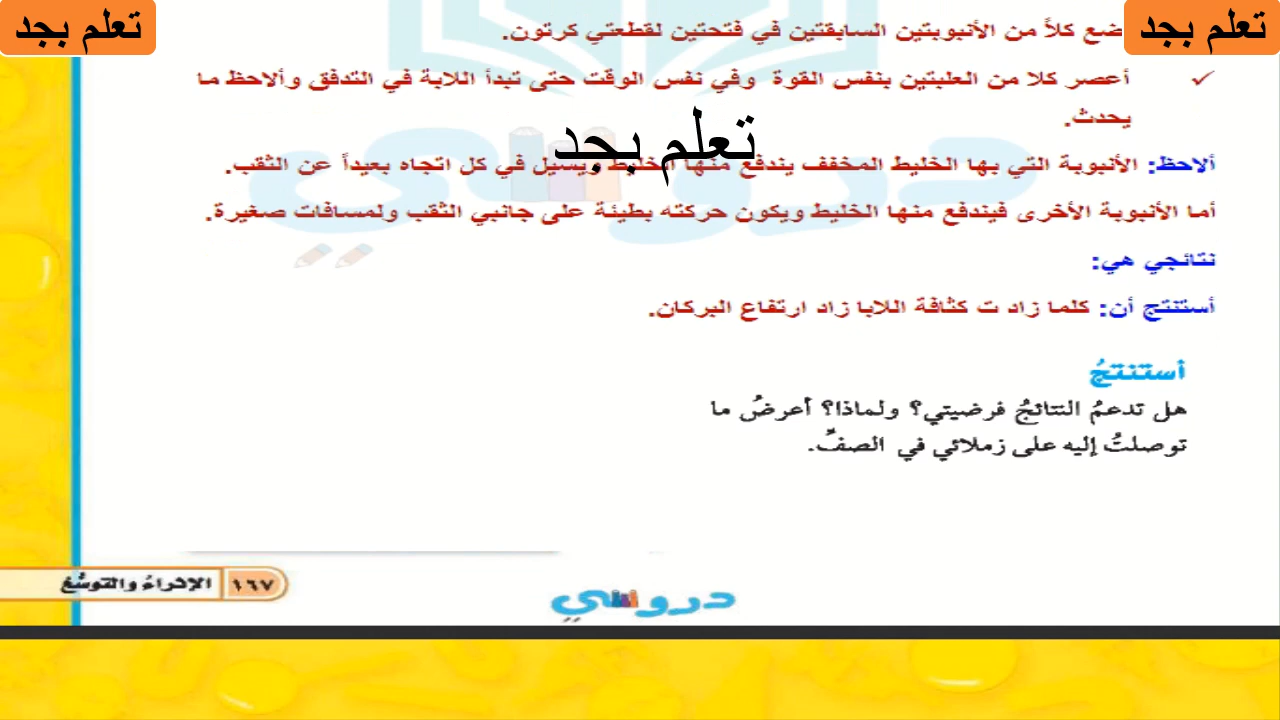 تعلم بجد
تعلم بجد
ضع كلاً من الأنبوبتين السابقتين في فتحتين لقطعتي كرتون.
✓ أعصر كلا من العلبتين بنفس القوة وفي نفس الوقت حتى تبدأ اللابة في التدفق وألاحظ ما
يحدث.
تعلم بجد
ألاحظ: الأنبوبة التي بها الخليط المخفف يندفع منها الخليط ويسيل في كل اتجاه بعيداً عن الثقب.
أما الأنبوبة الأخرى فيندفع منها الخليط ويكون حركته بطيئة على جانبي الثقب ولمسافات صغيرة.
نتائجي هي:
أستنتج أن: كلما زاد ت كثافة اللابا زاد ارتفاع البركان.
أستنتجُ
هل تدعمُ النتائجُ فرضيتي؟ ولماذا؟ أعرضُ ما
توصلتُ إليه على زملائي في الصفِّ.
١٦٧ الإثراءُ والتوسُّعُ
دروسي